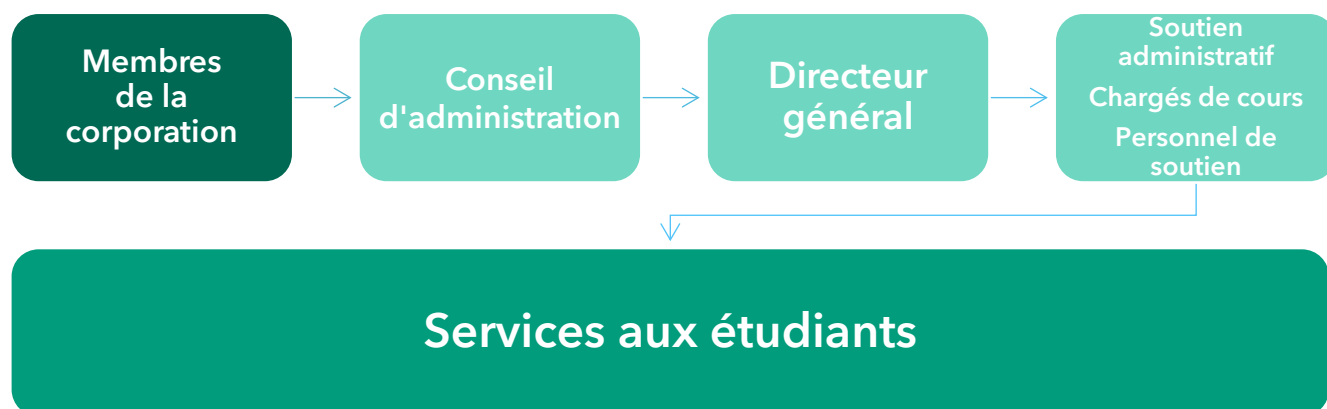 Membres
de la
corporation
Conseil
d'administration
Directeur
général
Soutien
administratif
Chargés de cours
Personnel de
soutien
Services aux étudiants